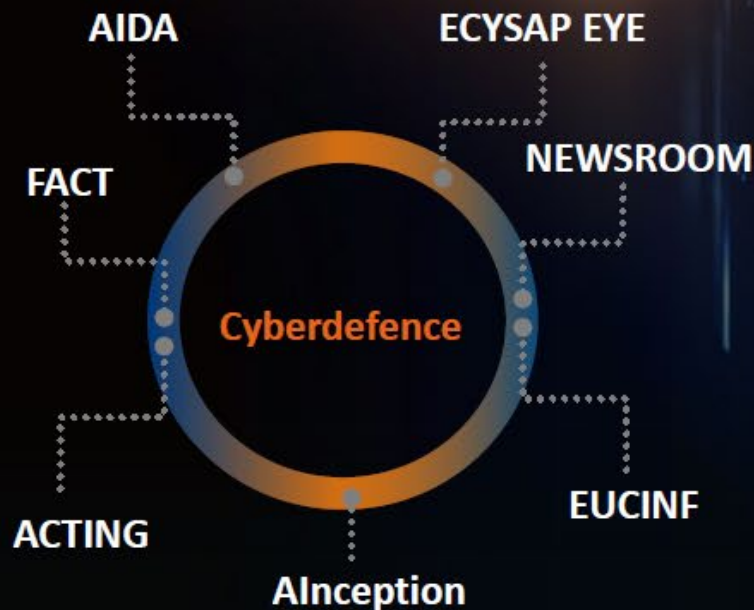 AIDA
ECYSAP EYE
FACT
NEWSROOM
Cyberdefence
ACTING
EUCINF
AInception